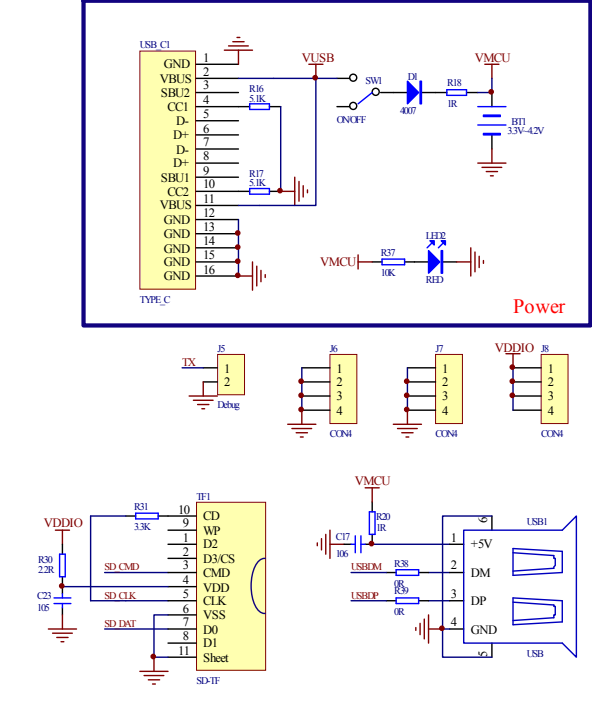 USB_C1
GND 1
VBUS 2
SBU2 3
CC1 4
D- 5
D+ 6
D- 7
D+ 8
SBU1 9
CC2 10
VBUS 11
GND 12
GND 13
GND 14
GND 15
GND 16
TYPE_C
R16
5.1K
R17
5.1K
VUSB
SW1
ON/OFF
D1
4007
R18
1R
VMCU
BT1
3.3V-4.2V
VMCU
R37
10K
LED2
RED
Power
TX
J5
1
2
Debug
J6
1
2
3
4
CON4
J7
1
2
3
4
CON4
VDDIO
J8
1
2
3
4
CON4
VDDIO
R30
22R
C23
105
R31
3.3K
SD CMD
SD CLK
SD DAT
TF1
10 CD
9 WP
1 D2
2 D3/CS
3 CMD
4 VDD
5 CLK
6 VSS
7 D0
8 D1
11 Sheet
SD-TF
VMCU
R20
1R
C17
106
USBDM
R38
0R
USBDP
R39
0R
USB1
6
1 +5V
2 DM
3 DP
4 GND
5
USB